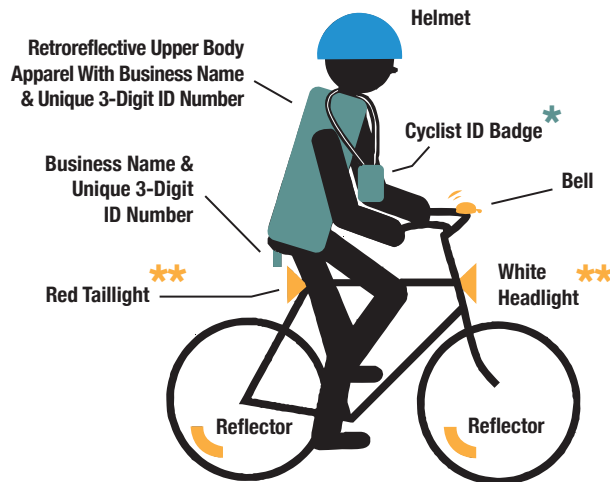 Helmet
Retroreflective Upper Body
Apparel With Business Name
& Unique 3-Digit ID Number
Cyclist ID Badge*
Business Name &
Unique 3-Digit
ID Number
Bell
Red Taillight**
White **
Headlight
Reflector
Reflector